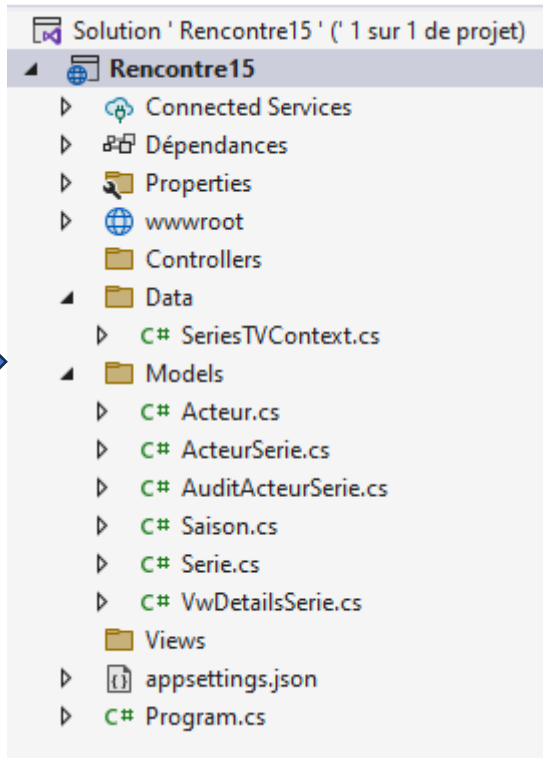 Solution ' Rencontre15 ' (' 1 sur 1 de projet)
Rencontre15
Connected Services
Dépendances
Properties
wwwroot
Controllers
Data
C# SeriesTVContext.cs
Models
C# Acteur.cs
C# ActeurSerie.cs
C# AuditActeurSerie.cs
C# Saison.cs
C# Serie.cs
C# VwDetailsSerie.cs
Views
appsettings.json
C# Program.cs